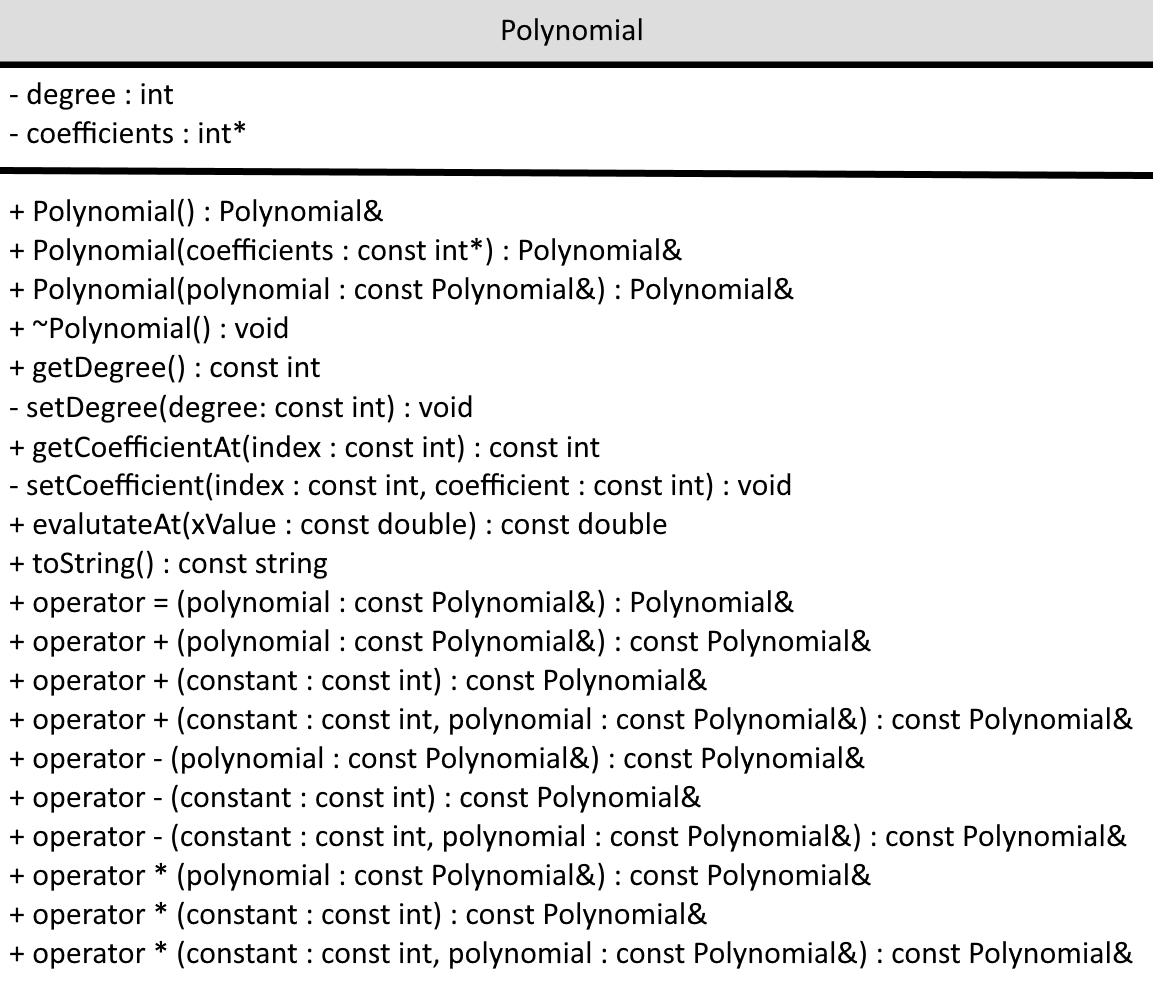 Polynomial
- degree : int
- coefficients : int*
+ Polynomial() : Polynomial&
+ Polynomial(coefficients : const int*) : Polynomial&
+ Polynomial(polynomial : const Polynomial&) : Polynomial&
+ ~Polynomial() : void
+ getDegree() : const int
- setDegree(degree: const int) : void
+ getCoefficientAt(index : const int) : const int
- setCoefficient(index : const int, coefficient : const int) : void
+ evalutateAt(xValue : const double) : const double
+ toString() : const string
+ operator = (polynomial : const Polynomial&) : Polynomial&
+ operator + (polynomial : const Polynomial&) : const Polynomial&
+ operator + (constant : const int) : const Polynomial&
+ operator + (constant : const int, polynomial : const Polynomial&) : const Polynomial&
+ operator - (polynomial : const Polynomial&) : const Polynomial&
+ operator - (constant : const int) : const Polynomial&
+ operator - (constant : const int, polynomial : const Polynomial&) : const Polynomial&
+ operator * (polynomial : const Polynomial&) : const Polynomial&
+ operator * (constant : const int) : const Polynomial&
+ operator * (constant : const int, polynomial : const Polynomial&) : const Polynomial&